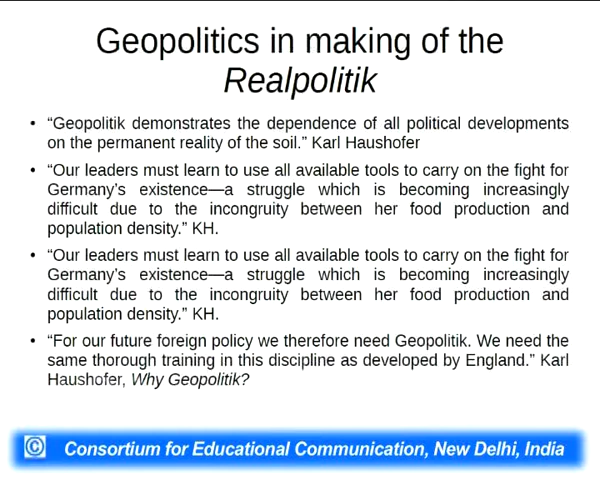 Geopolitics in making of the
Realpolitik
• “Geopolitik demonstrates the dependence of all political developments
on the permanent reality of the soil.” Karl Haushofer
• “Our leaders must learn to use all available tools to carry on the fight for
Germany’s existence—a struggle which is becoming increasingly
difficult due to the incongruity between her food production and
population density.” KH.
• “Our leaders must learn to use all available tools to carry on the fight for
Germany’s existence—a struggle which is becoming increasingly
difficult due to the incongruity between her food production and
population density.” KH.
• “For our future foreign policy we therefore need Geopolitik. We need the
same thorough training in this discipline as developed by England.” Karl
Haushofer, Why Geopolitik?
© Consortium for Educational Communication, New Delhi, India